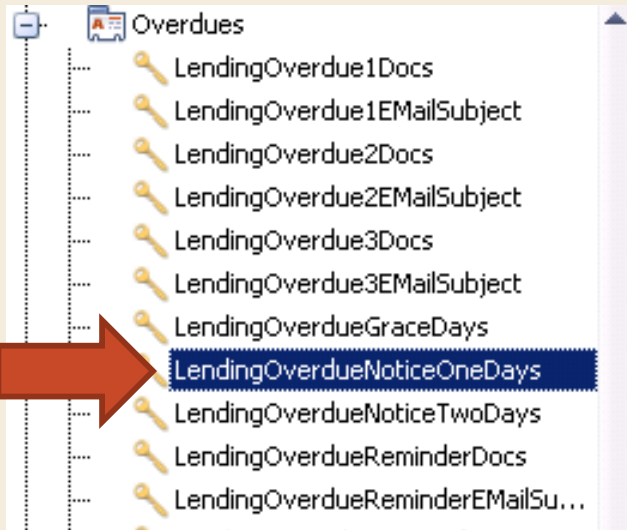 Overdues
LendingOverdue1Docs
LendingOverdue1EMailSubject
LendingOverdue2Docs
LendingOverdue2EMailSubject
LendingOverdue3Docs
LendingOverdue3EMailSubject
LendingOverdueGraceDays
LendingOverdueNoticeOneDays
LendingOverdueNoticeTwoDays
LendingOverdueReminderDocs
LendingOverdueReminderEMailSu...